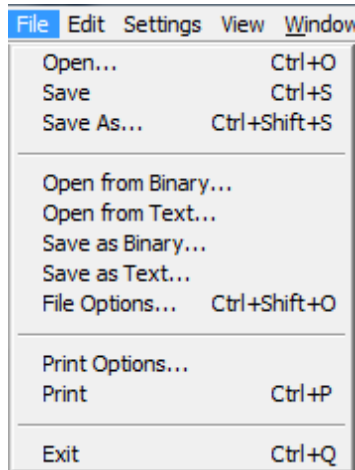 File Edit Settings View Window
Open... Ctrl+O
Save Ctrl+S
Save As... Ctrl+Shift+S
Open from Binary...
Open from Text...
Save as Binary...
Save as Text...
File Options... Ctrl+Shift+O
Print Options...
Print Ctrl+P
Exit Ctrl+Q